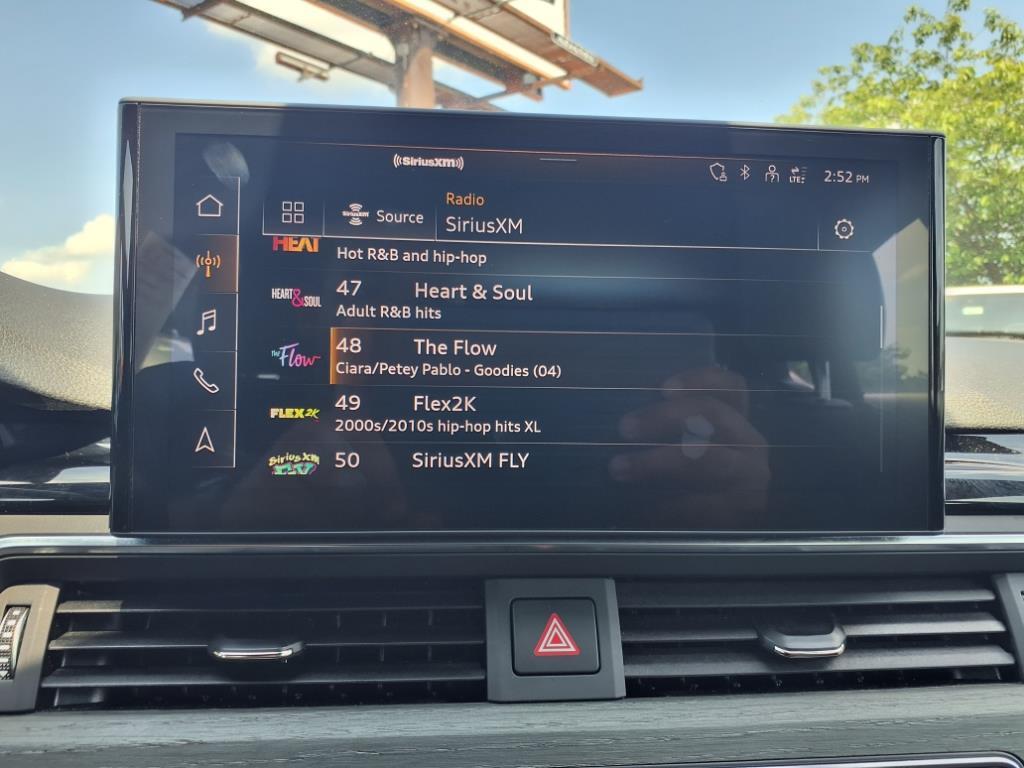 SiriusXM
LTE
2:52 PM
SiriusXM
Source
Radio
SiriusXM
HEAT
Hot R&B and hip-hop
HEART & SOUL
47 Heart & Soul
Adult R&B hits
The Flow
48 The Flow
Ciara/Petey Pablo - Goodies (04)
FLEX2K
49 Flex2K
2000s/2010s hip-hop hits XL
SiriusXM
FLY
50 SiriusXM FLY